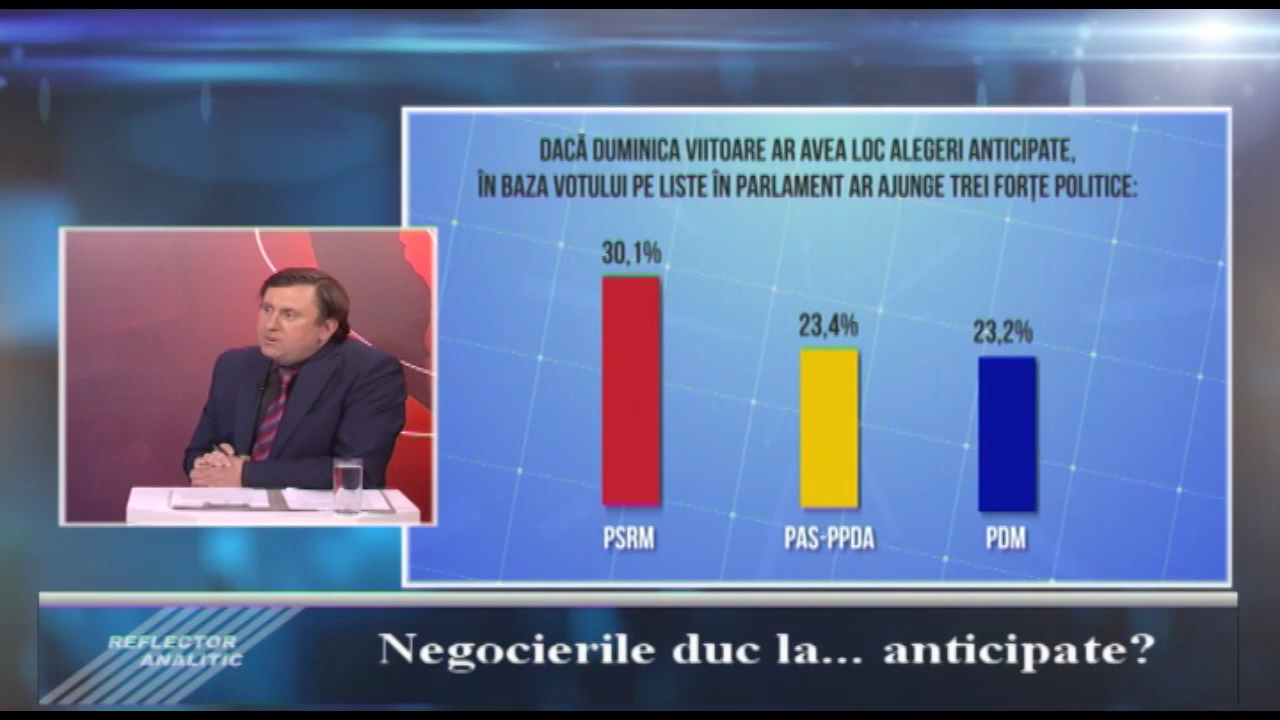 DACĂ DUMINICA VIITOARE AR AVEA LOC ALEGERI ANTICIPATE,
ÎN BAZA VOTULUI PE LISTE ÎN PARLAMENT AR AJUNGE TREI FORȚE POLITICE:
30,1%
23,4%
23,2%
PSRM
PAS-PPDA
PDM
REFLECTOR
ANALITIC
Negocierile duc la... anticipate?